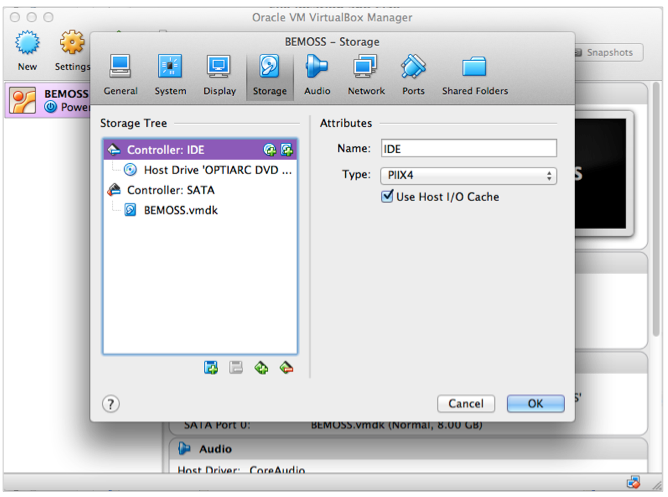 Oracle VM VirtualBox Manager
New
Settings
Snapshots
BEMOSS
Powe
BEMOSS – Storage
General System Display Storage Audio Network Ports Shared Folders
Storage Tree
Controller: IDE
Host Drive 'OPTIARC DVD ...
Controller: SATA
BEMOSS.vmdk
Attributes
Name: IDE
Type: PIIX4
Use Host I/O Cache
S
?
Cancel
OK
S'
SATA Port 0: BEMOSS.vmdk (Normal, 8.00 GB)
Audio
Host Driver: CoreAudio